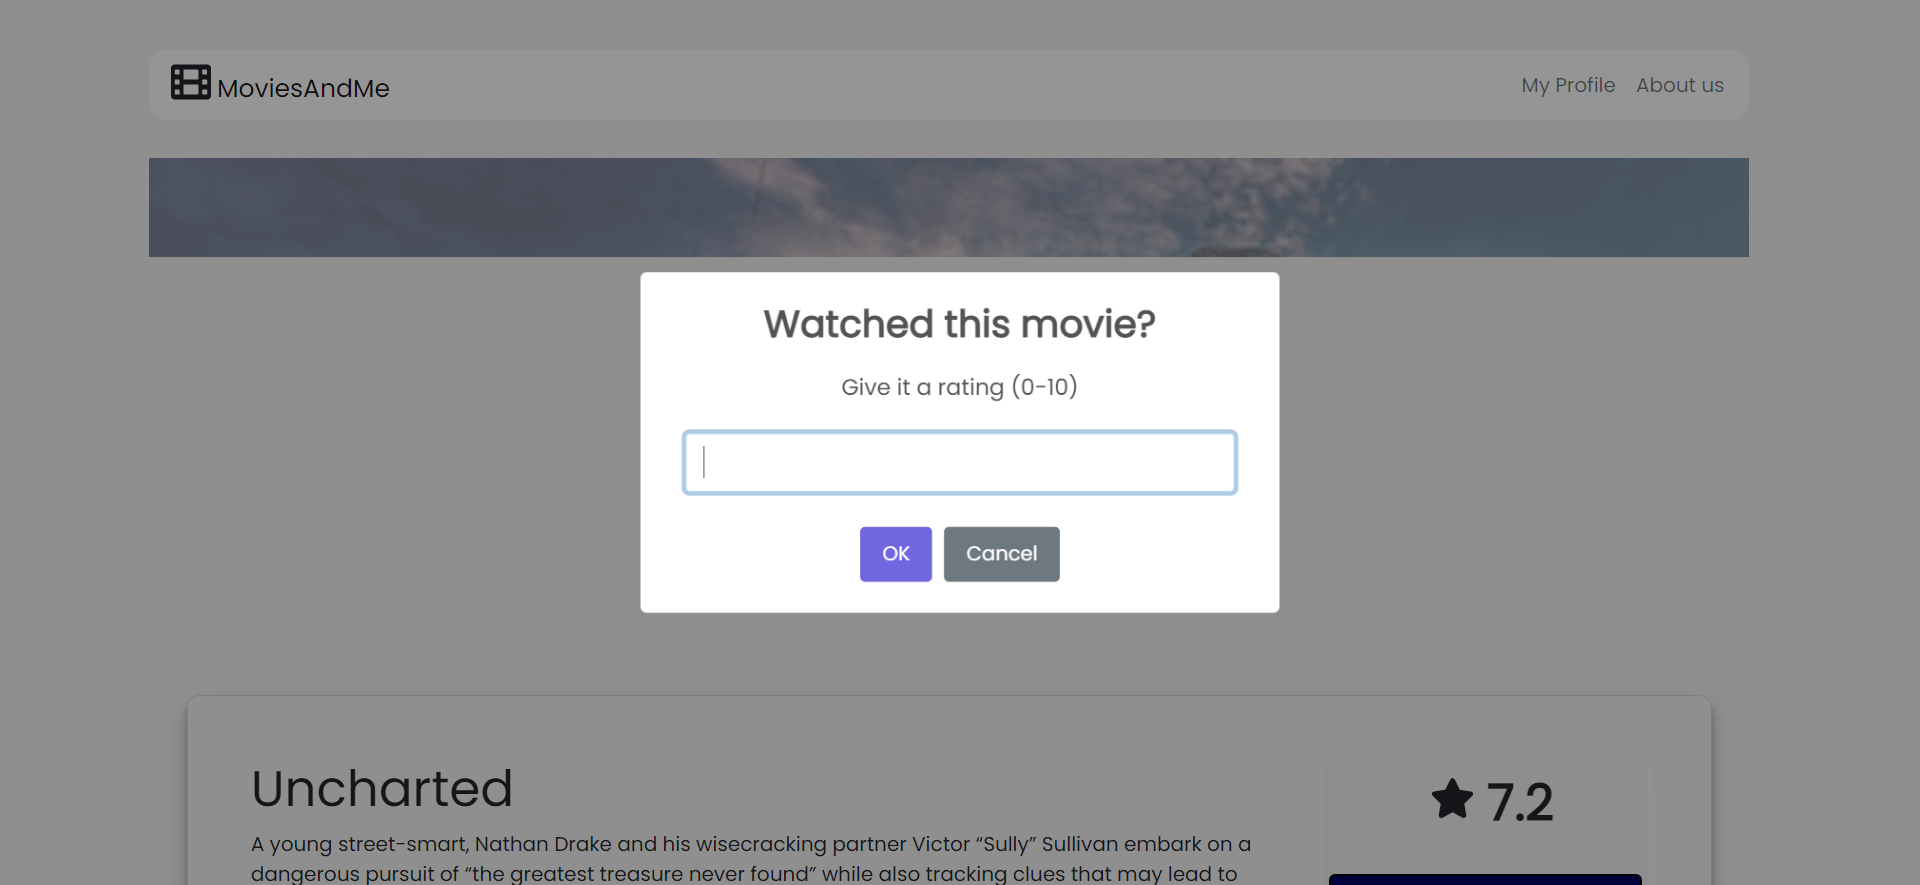 MoviesAndMe
My Profile
About us
Watched this movie?
Give it a rating (0-10)
OK
Cancel
Uncharted
7.2
A young street-smart, Nathan Drake and his wisecracking partner Victor “Sully” Sullivan embark on a
dangerous pursuit of “the greatest treasure never found” while also tracking clues that may lead to